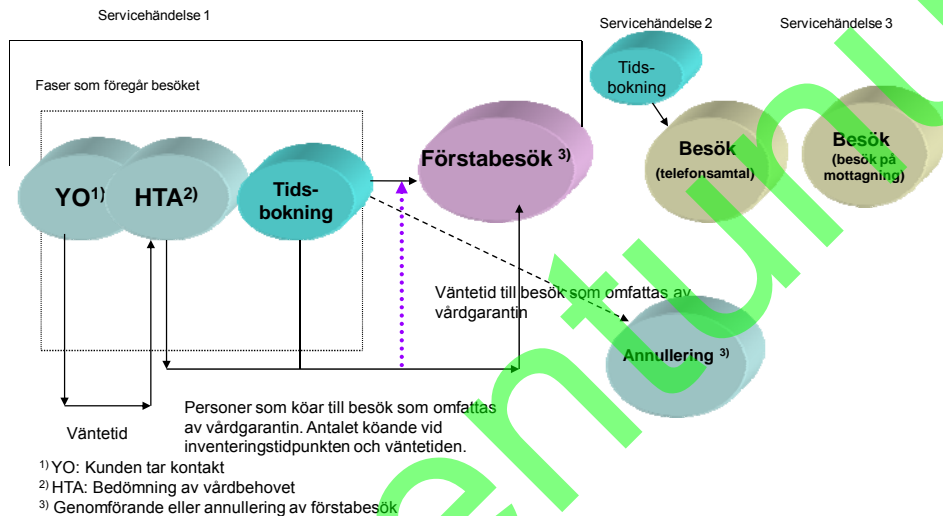 Servicehändelse 1
Servicehändelse 2
Servicehändelse 3
Faser som föregår besöket
Tids-
bokning
YO1)
HTA2)
Tids-
bokning
Förstabesök 3)
Besök
(telefonsamtal)
Besök
(besök på
mottagning)
Väntetid till besök som omfattas av
vårdgarantin
Annullering 3)
Väntetid
Personer som köar till besök som omfattas
av vårdgarantin. Antalet köande vid
inventeringstidpunkten och väntetiden.
1) YO: Kunden tar kontakt
2) HTA: Bedömning av vårdbehovet
3) Genomförande eller annullering av förstabesök